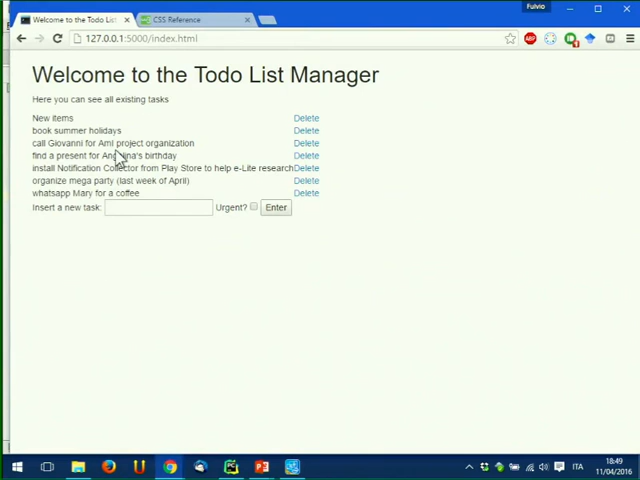 Fulvio
Welcome to the Todo List
CSS Reference
127.0.0.1:5000/index.html
ABP
Welcome to the Todo List Manager
Here you can see all existing tasks
New items Delete
book summer holidays Delete
call Giovanni for AmI project organization Delete
find a present for Angelina's birthday Delete
install Notification Collector from Play Store to help e-Lite research Delete
organize mega party (last week of April) Delete
whatsapp Mary for a coffee Delete
Insert a new task: Urgent? Enter
ITA
18:49
11/04/2016